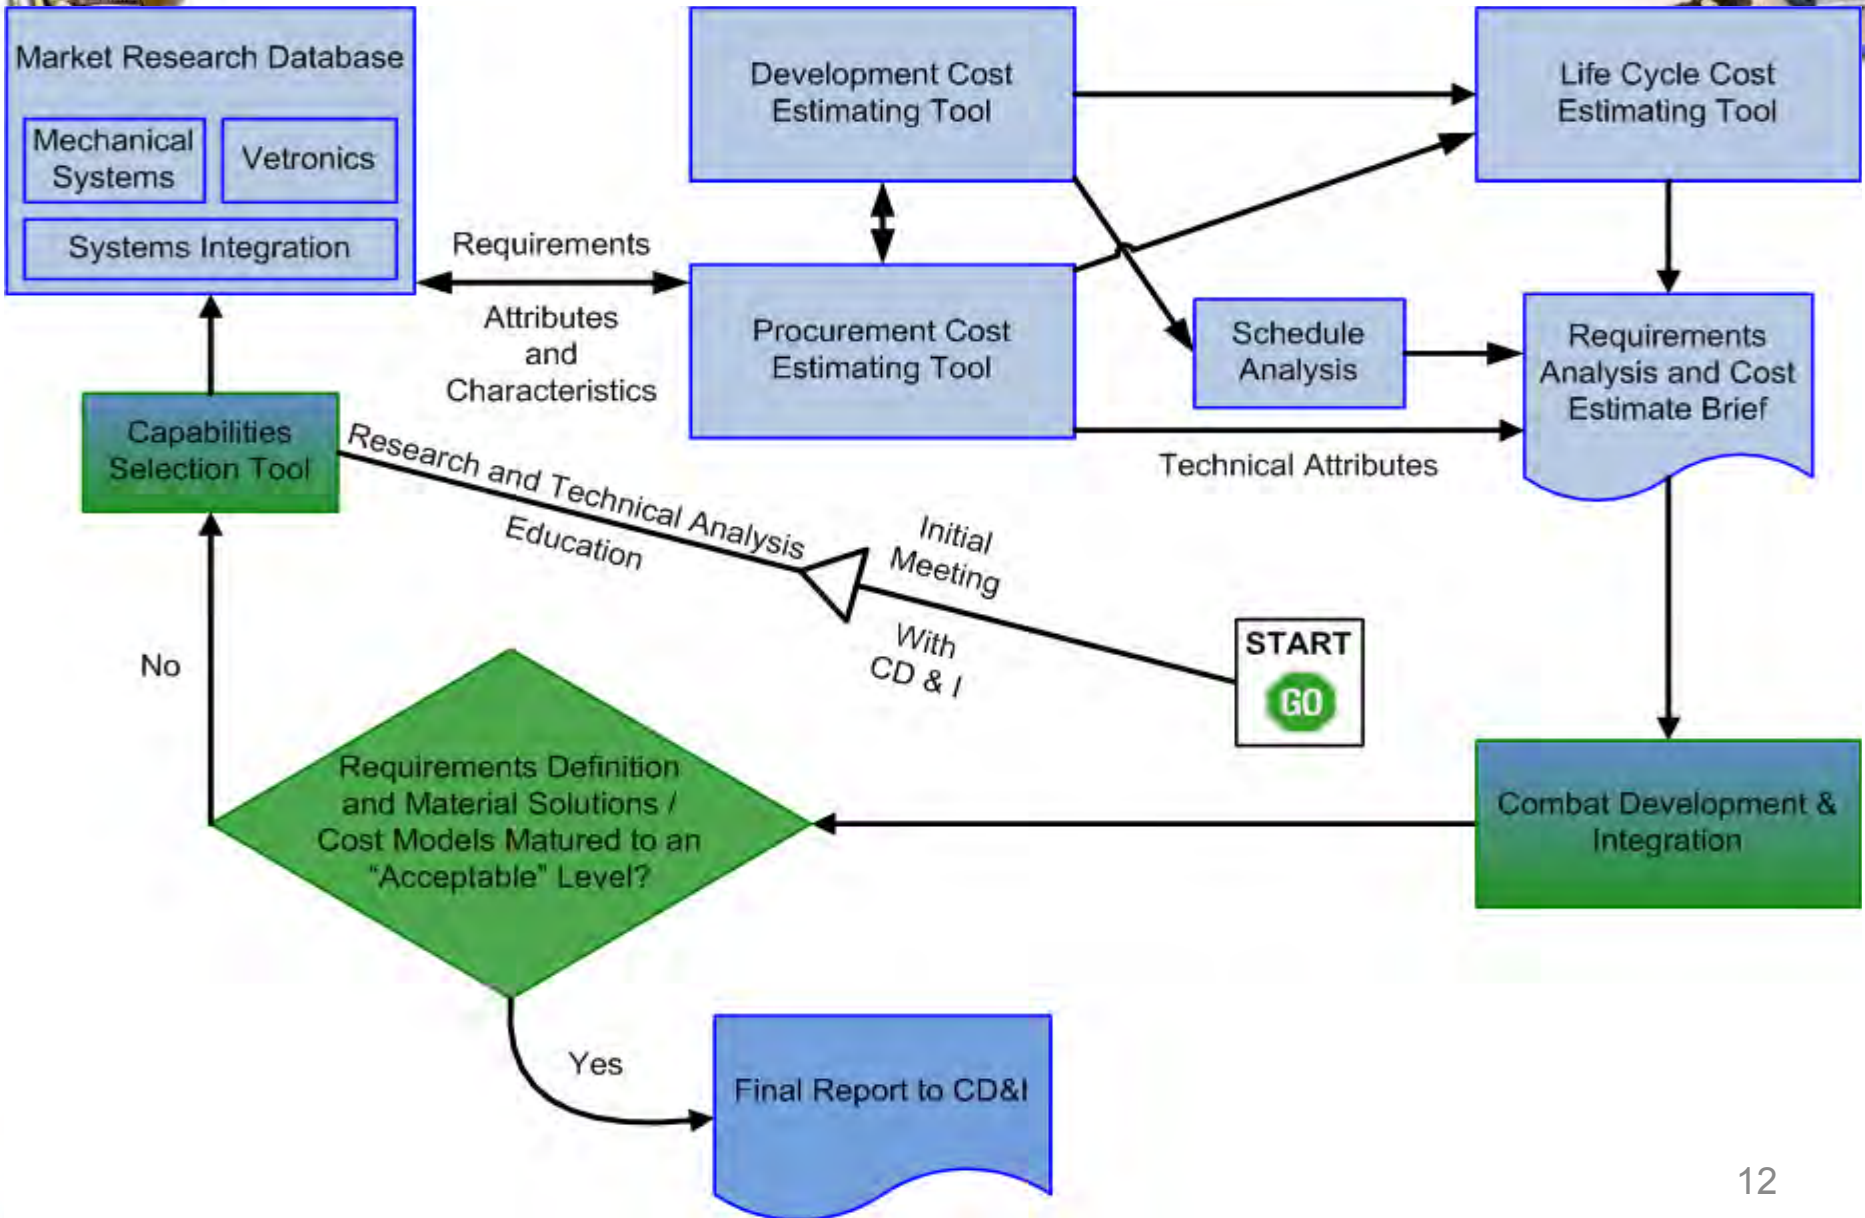 Market Research Database
Mechanical
Systems
Vetronics
Systems Integration
Requirements
Attributes
and
Characteristics
Development Cost
Estimating Tool
Procurement Cost
Estimating Tool
Life Cycle Cost
Estimating Tool
Schedule
Analysis
Requirements
Analysis and Cost
Estimate Brief
Technical Attributes
Capabilities
Selection Tool
Research and Technical Analysis
Education
Initial
Meeting
With
CD & I
START
GO
No
Requirements Definition
and Material Solutions /
Cost Models Matured to an
“Acceptable” Level?
Combat Development &
Integration
Yes
Final Report to CD&I
12